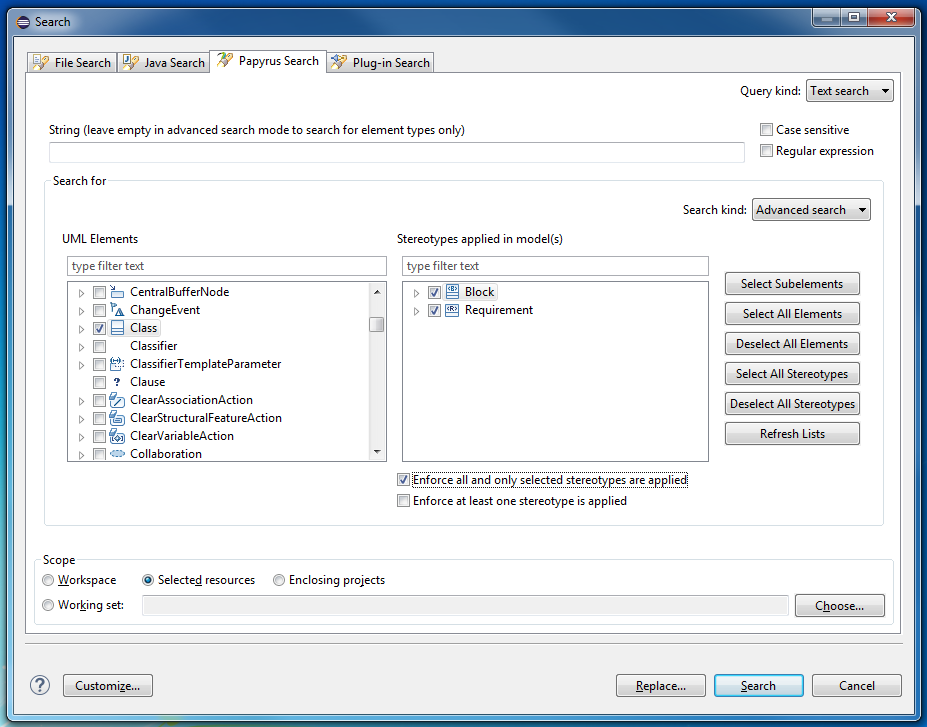 Search
File Search
Java Search
Papyrus Search
Plug-in Search
Query kind: Text search
String (leave empty in advanced search mode to search for element types only)
Case sensitive
Regular expression
Search for
Search kind: Advanced search
UML Elements
Stereotypes applied in model(s)
type filter text
type filter text
CentralBufferNode
ChangeEvent
Class
Classifier
ClassifierTemplateParameter
? Clause
ClearAssociationAction
ClearStructuralFeatureAction
ClearVariableAction
Collaboration
Block
Requirement
Select Subelements
Select All Elements
Deselect All Elements
Select All Stereotypes
Deselect All Stereotypes
Refresh Lists
Enforce all and only selected stereotypes are applied
Enforce at least one stereotype is applied
Scope
Workspace
Selected resources
Enclosing projects
Working set:
Choose...
?
Customize...
Replace...
Search
Cancel